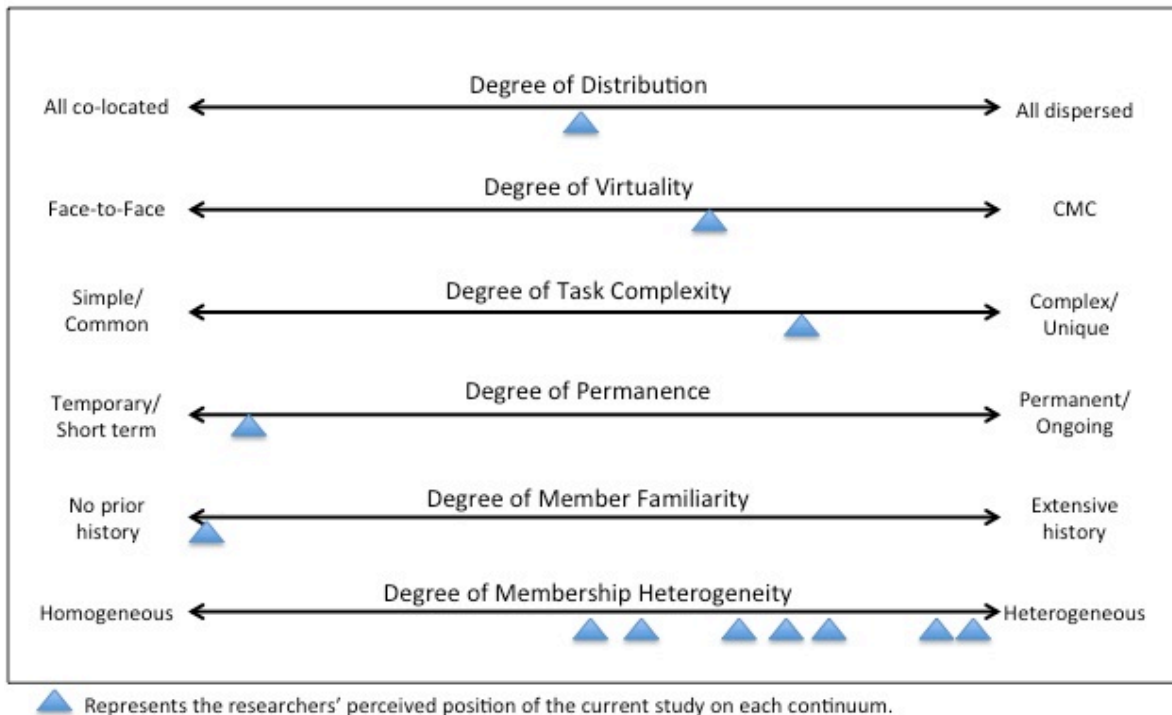 Degree of Distribution
All co-located
All dispersed
Degree of Virtuality
Face-to-Face
CMC
Degree of Task Complexity
Simple/
Common
Complex/
Unique
Degree of Permanence
Temporary/
Short term
Permanent/
Ongoing
Degree of Member Familiarity
No prior
history
Extensive
history
Degree of Membership Heterogeneity
Homogeneous
Heterogeneous
Represents the researchers’ perceived position of the current study on each continuum.